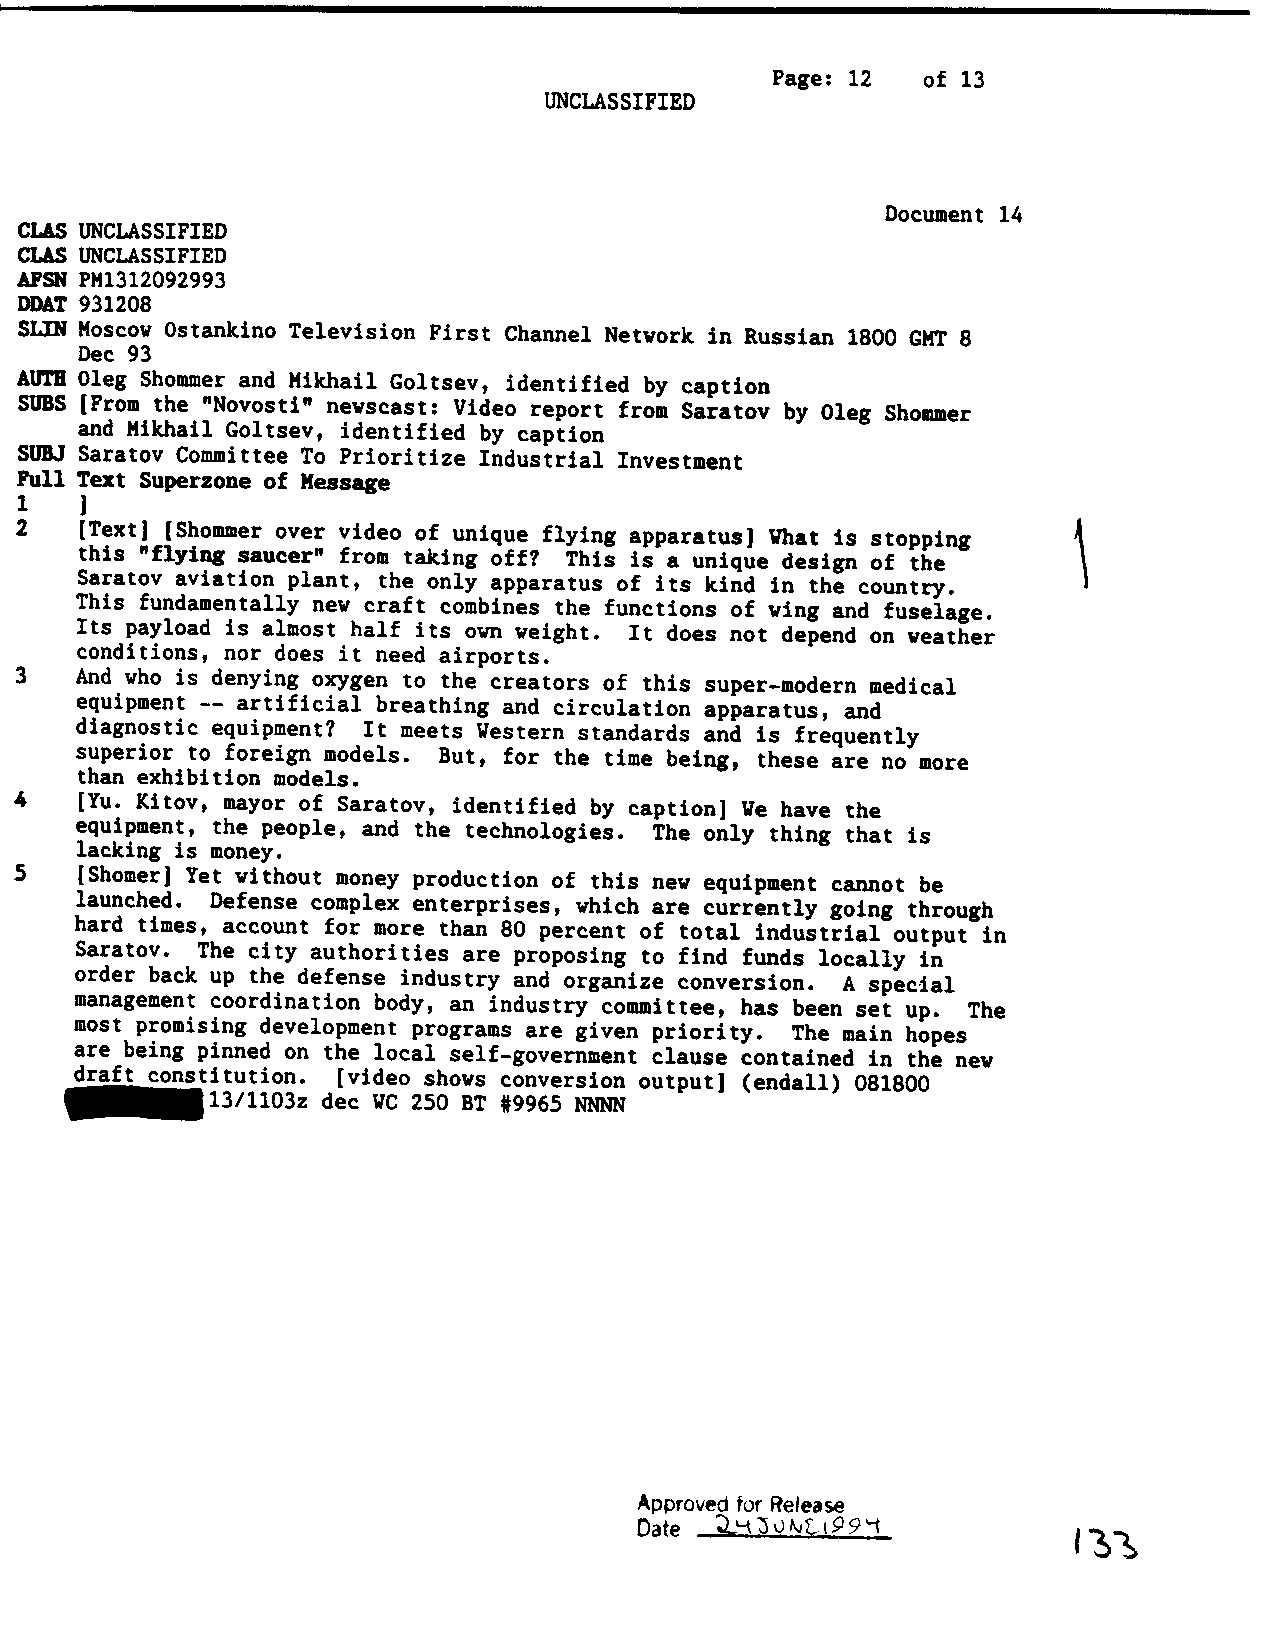 Page: 12 of 13
UNCLASSIFIED
Document 14
CLAS UNCLASSIFIED
CLAS UNCLASSIFIED
AFSN PM1312092993
DDAT 931208
SLIN Moscow Ostankino Television First Channel Network in Russian 1800 GMT 8
Dec 93
AUTH Oleg Shommer and Mikhail Goltsev, identified by caption
SUBS [From the "Novosti" newscast: Video report from Saratov by Oleg Shommer
and Mikhail Goltsev, identified by caption
SUBJ Saratov Committee To Prioritize Industrial Investment
Full Text Superzone of Message
1 ]
2 [Text] [Shommer over video of unique flying apparatus] What is stopping
this "flying saucer" from taking off? This is a unique design of the
Saratov aviation plant, the only apparatus of its kind in the country.
This fundamentally new craft combines the functions of wing and fuselage.
Its payload is almost half its own weight. It does not depend on weather
conditions, nor does it need airports.
3 And who is denying oxygen to the creators of this super-modern medical
equipment -- artificial breathing and circulation apparatus, and
diagnostic equipment? It meets Western standards and is frequently
superior to foreign models. But, for the time being, these are no more
than exhibition models.
4 [Yu. Kitov, mayor of Saratov, identified by caption] We have the
equipment, the people, and the technologies. The only thing that is
lacking is money.
5 [Shomer] Yet without money production of this new equipment cannot be
launched. Defense complex enterprises, which are currently going through
hard times, account for more than 80 percent of total industrial output in
Saratov. The city authorities are proposing to find funds locally in
order back up the defense industry and organize conversion. A special
management coordination body, an industry committee, has been set up. The
most promising development programs are given priority. The main hopes
are being pinned on the local self-government clause contained in the new
draft constitution. [video shows conversion output] (endall) 081800
13/1103z dec WC 250 BT #9965 NNNN
Approved for Release
Date 24 JUNE 1994
133